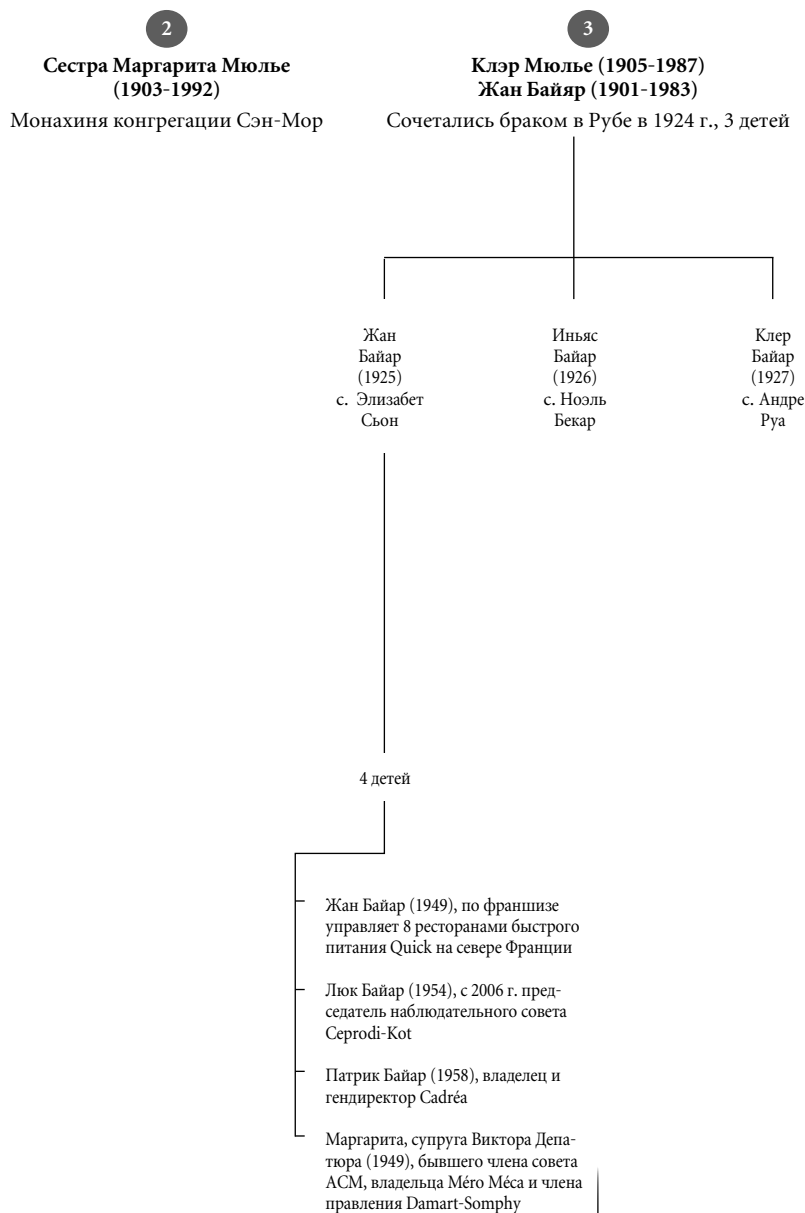 2
Сестра Маргарита Мюлье
(1903-1992)
Монахиня конгрегации Сэн-Мор
3
Клэр Мюлье (1905-1987)
Жан Байяр (1901-1983)
Сочетались браком в Рубе в 1924 г., 3 детей
Жан
Байар
(1925)
с. Элизабет
Сьон
Иньяс
Байар
(1926)
с. Ноэль
Бекар
Клер
Байар
(1927)
с. Андре
Руа
4 детей
Жан Байар (1949), по франшизе
управляет 8 ресторанами быстрого
питания Quick на севере Франции
Люк Байар (1954), с 2006 г. пред-
седатель наблюдательного совета
Ceprodi-Kot
Патрик Байар (1958), владелец и
гендиректор Cadréa
Маргарита, супруга Виктора Депа-
тюра (1949), бывшего члена совета
АСМ, владельца Méro Méca и члена
правления Damart-Somphy